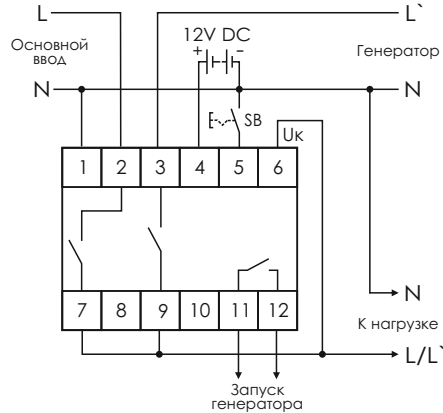 L
L`
Основной
ввод
12V DC
+ −
Генератор
N
N
SB
Uк
1 2 3 4 5 6
7 8 9 10 11 12
N
К нагрузке
L/L`
Запуск
генератора